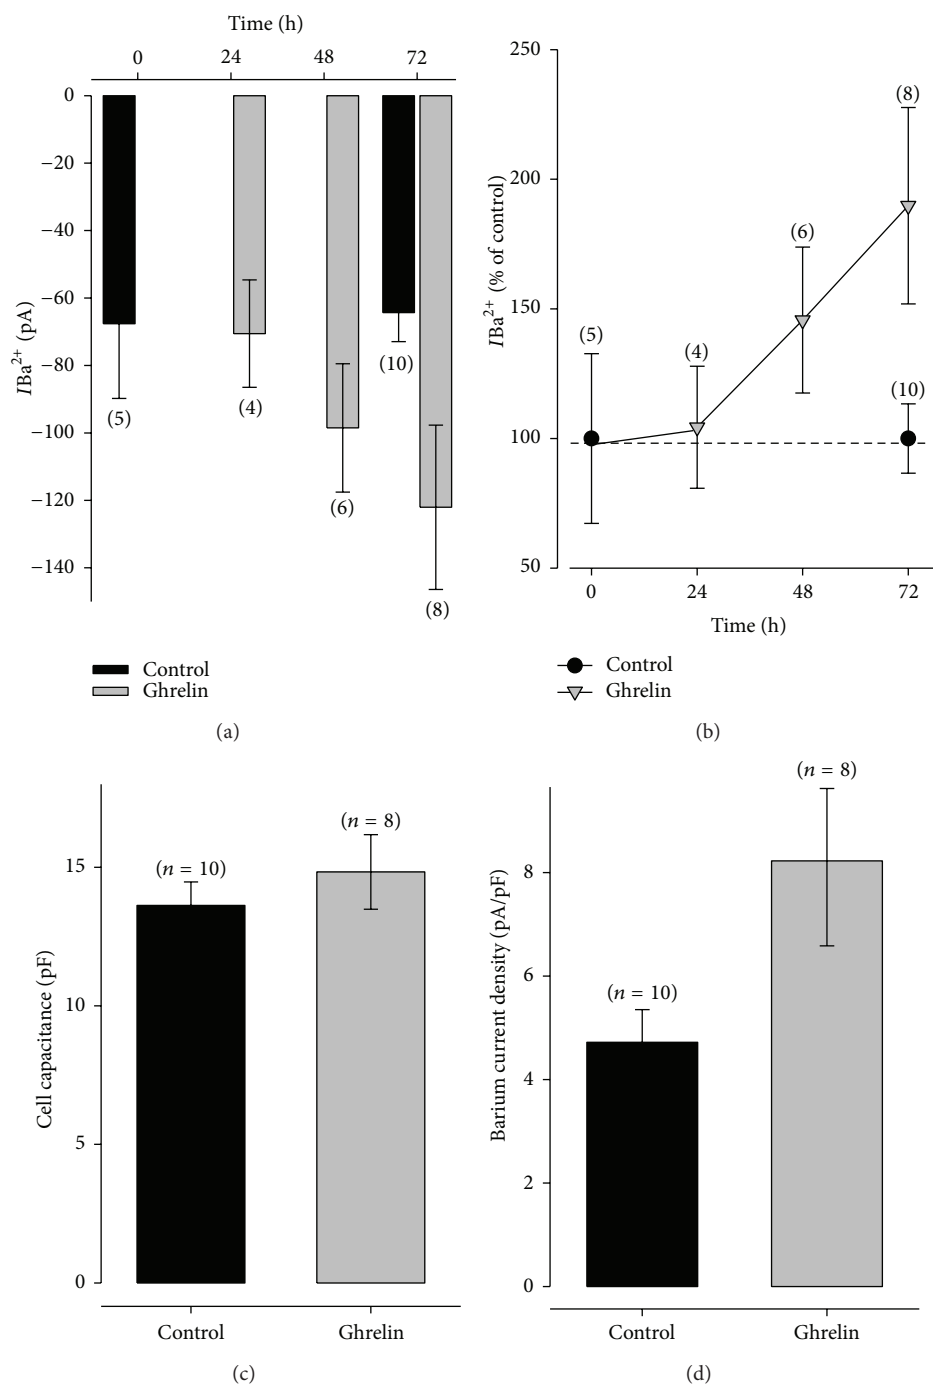 Time (h)
0 24 48 72
0
−20
−40
−60
−80
−100
−120
−140
IBa²⁺ (pA)
(5)
(4)
(6)
(10)
(8)
Control
Ghrelin
(a)
250
200
150
100
50
IBa²⁺ (% of control)
(5)
(4)
(6)
(8)
(10)
0 24 48 72
Time (h)
Control
Ghrelin
(b)
15
10
5
0
Cell capacitance (pF)
(n = 10)
(n = 8)
Control Ghrelin
(c)
8
6
4
2
0
Barium current density (pA/pF)
(n = 10)
(n = 8)
Control Ghrelin
(d)